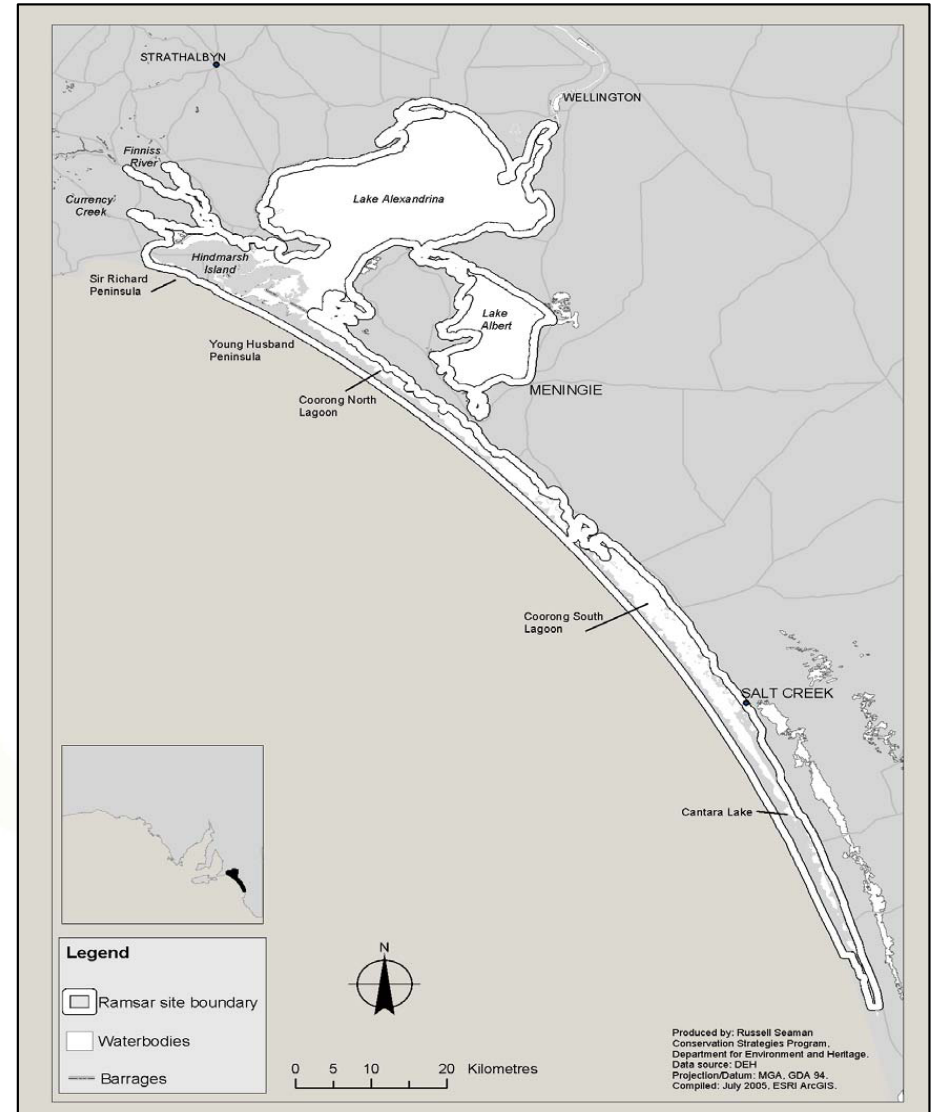 STRATHALBYN
WELLINGTON
Finniss
River
Currency
Creek
Lake Alexandrina
Hindmarsh
Island
Sir Richard
Peninsula
Lake
Albert
Young Husband
Peninsula
MENINGIE
Coorong North
Lagoon
Coorong South
Lagoon
SALT CREEK
Cantara Lake
Legend
Ramsar site boundary
Waterbodies
Barrages
N
0 5 10 20 Kilometres
Produced by: Russell Seaman
Conservation Strategies Program,
Department for Environment and Heritage.
Data source: DEH
Projection/Datum: MGA, GDA 94.
Compiled: July 2005, ESRI ArcGIS.